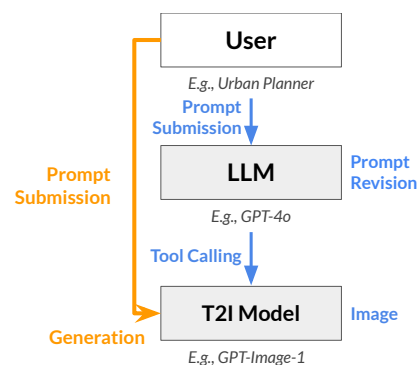 User
E.g., Urban Planner
Prompt
Submission
LLM
Prompt
Revision
E.g., GPT-4o
Prompt
Submission
Tool Calling
T2I Model
Image
Generation
E.g., GPT-Image-1